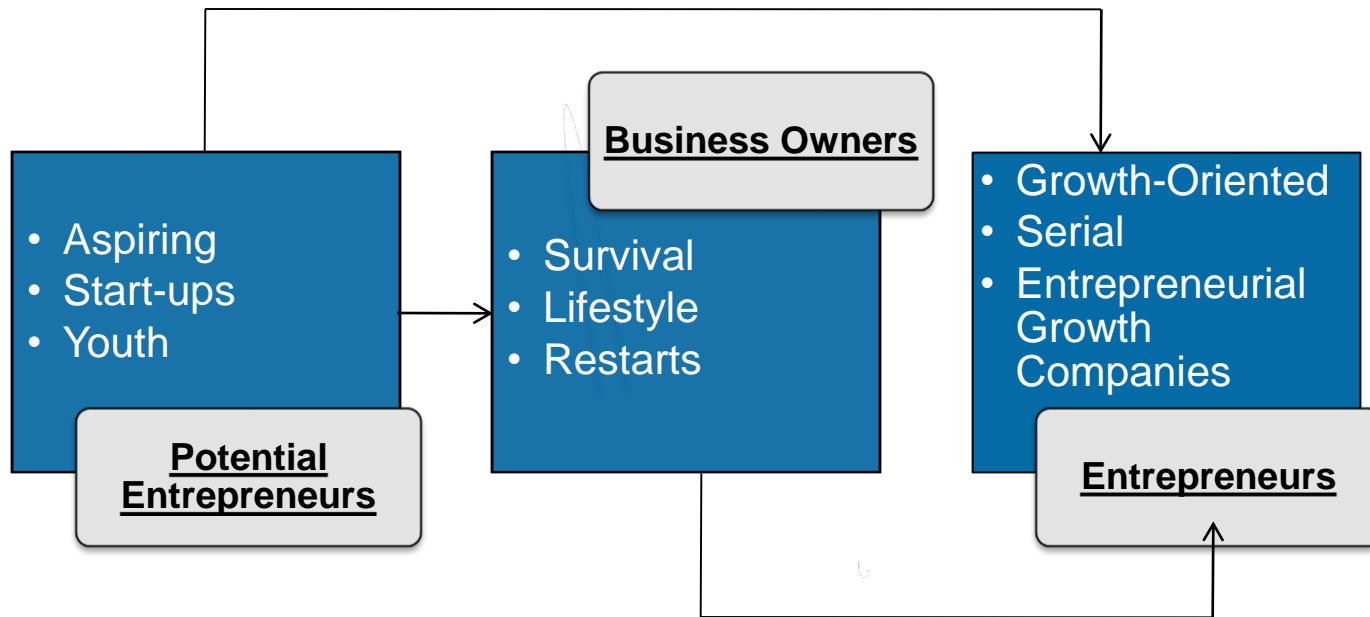 • Aspiring
• Start-ups
• Youth
Potential
Entrepreneurs
Business Owners
• Survival
• Lifestyle
• Restarts
• Growth-Oriented
• Serial
• Entrepreneurial
Growth
Companies
Entrepreneurs